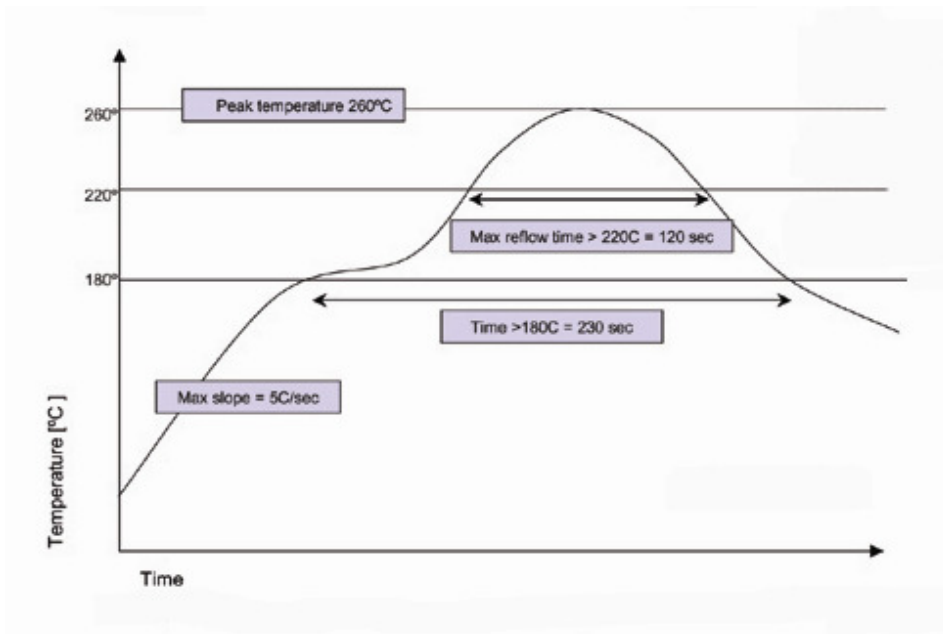 Peak temperature 260ºC
260º
220º
Max reflow time > 220C = 120 sec
180º
Time >180C = 230 sec
Max slope = 5C/sec
Temperature [ºC ]
Time